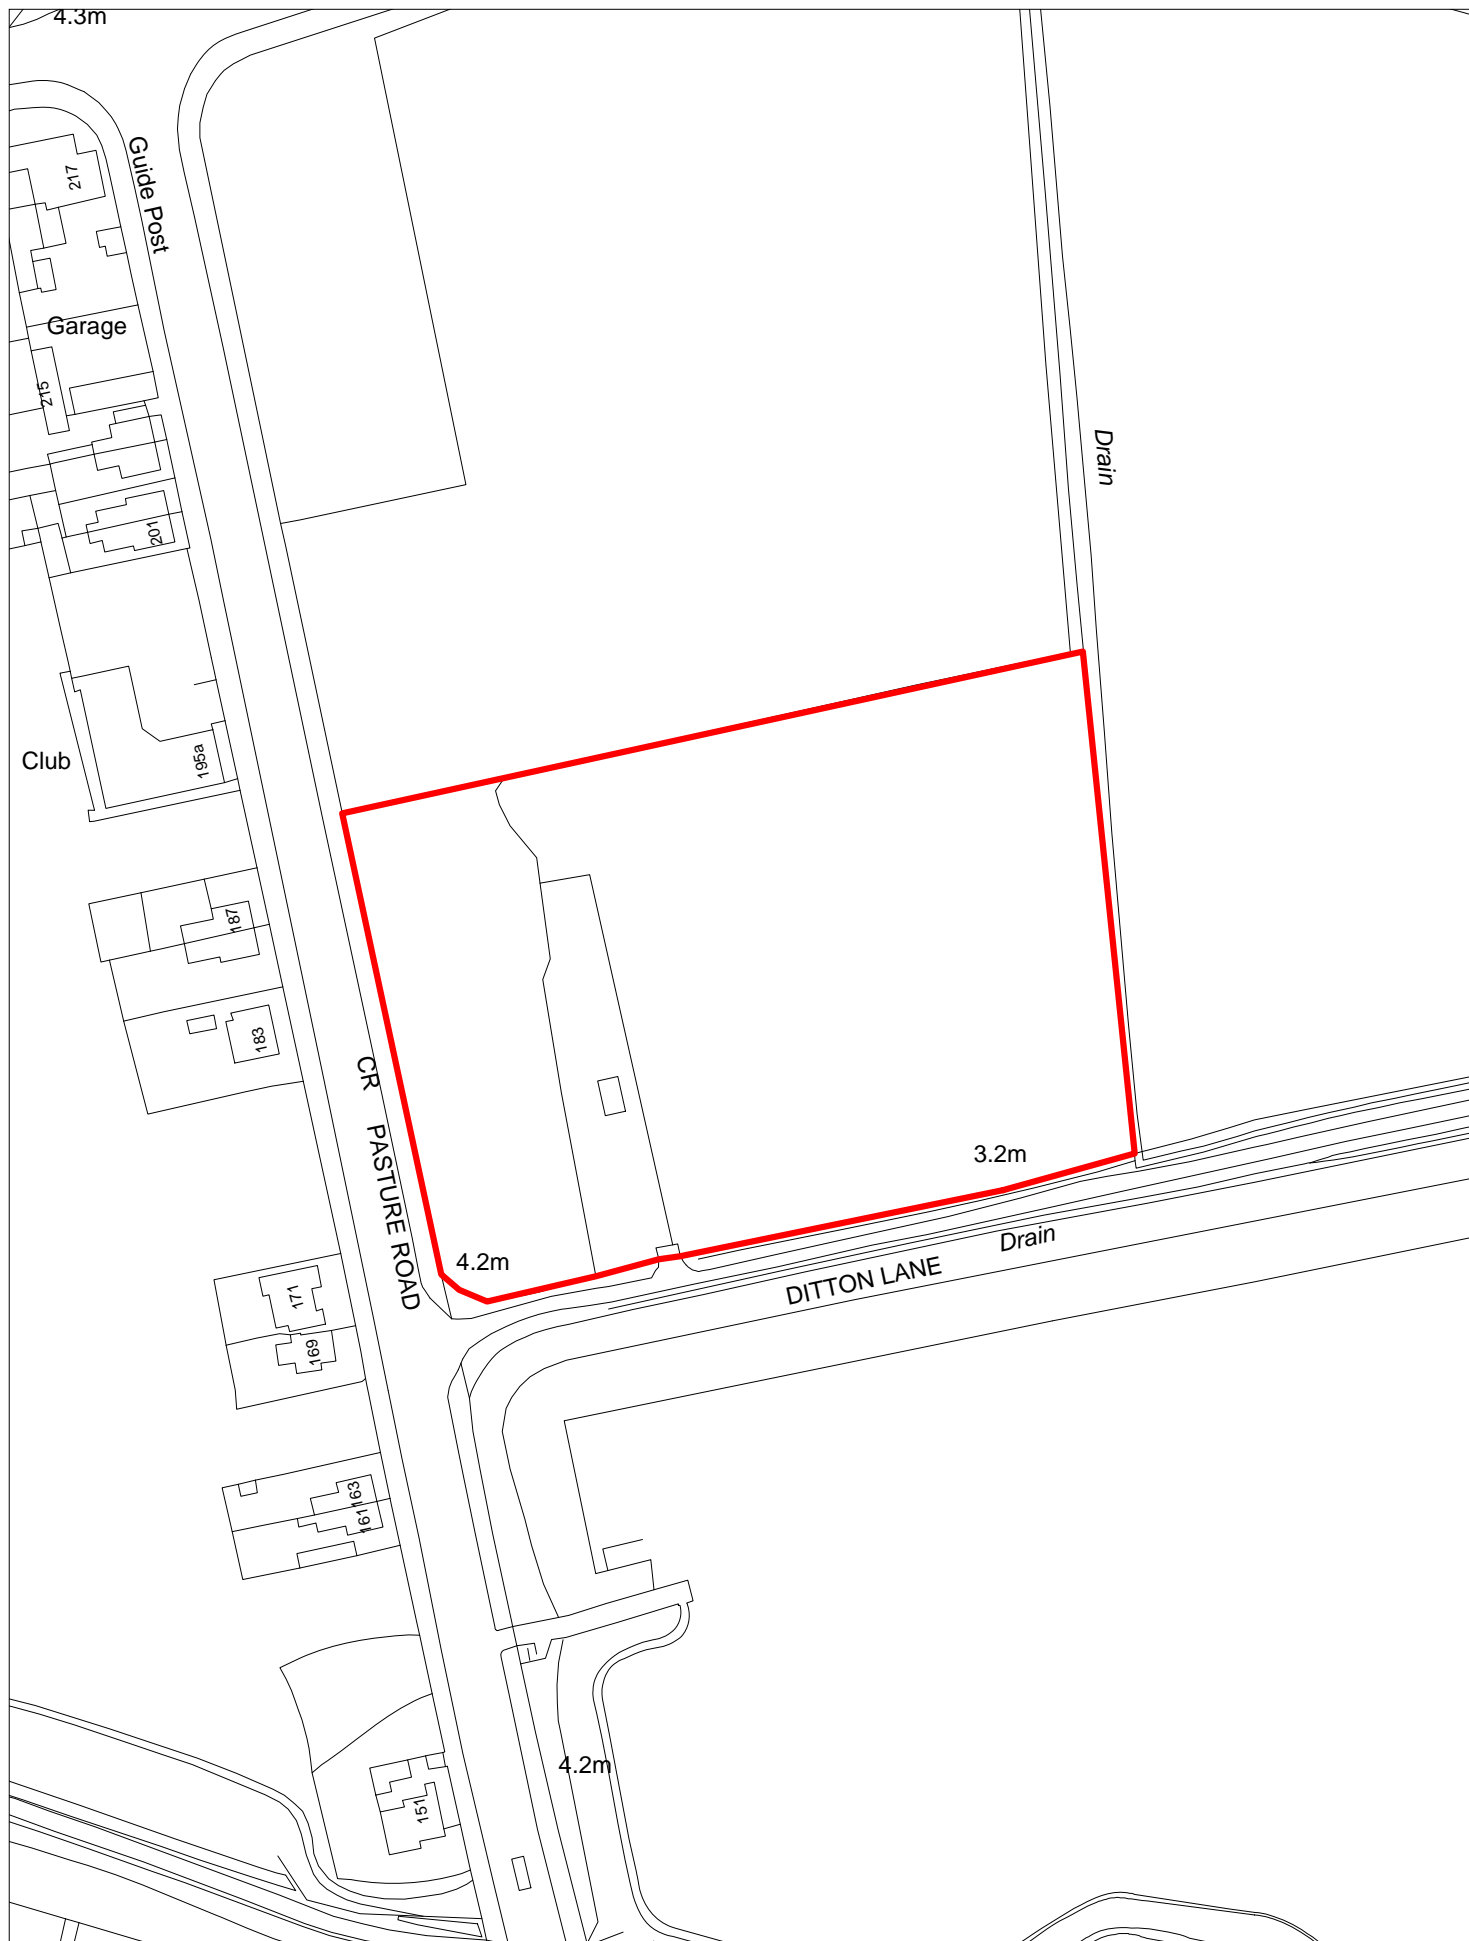 4.3m
217
Guide Post
Garage
215
Drain
201
Club
195a
187
183
CR
PASTURE ROAD
3.2m
4.2m
Drain
DITTON LANE
171
169
163
161
4.2m
151